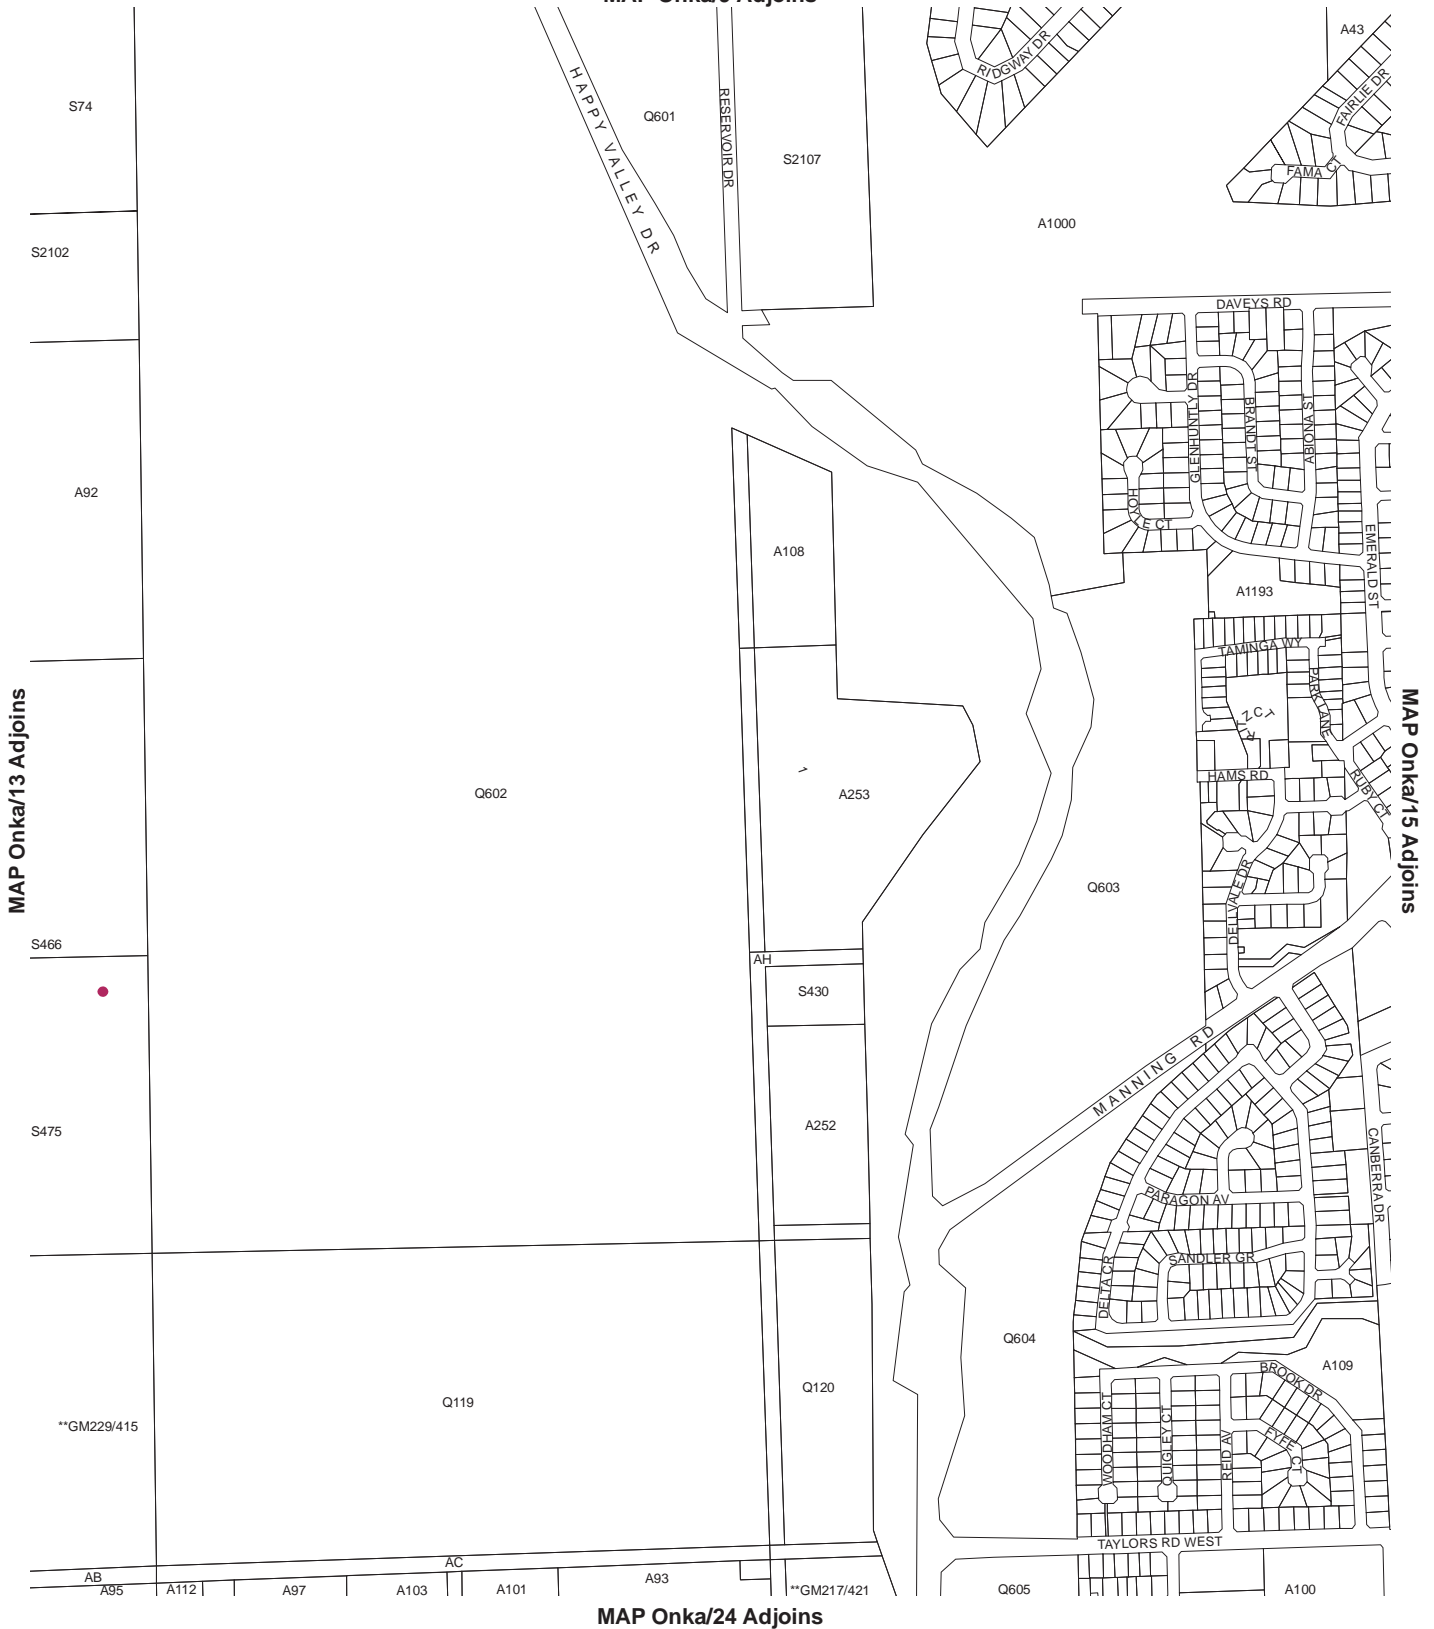 A43
RIDGWAY DR
FAIRLIE DR
HAPPY VALLEY DR
RESERVOIR DR
S74
Q601
S2107
FAMA CT
A1000
S2102
DAVEYS RD
GLENHUNTLY DR
BRANDT ST
ABIONA ST
A92
HOYLE CT
EMERALD ST
A108
A1193
TAMINGA WY
PARK LANE
RITZ CT
MAP Onka/13 Adjoins
MAP Onka/15 Adjoins
1
HAMS RD
RUBY CT
Q602
A253
Q603
DELLVALE DR
S466
AH
S430
MANNING RD
A252
S475
CANBERRA DR
PARAGON AV
SANDLER GR
DELTA CR
Q604
A109
BROOK DR
Q120
Q119
**GM229/415
WOODHAM CT
QUIGLEY CT
REID AV
FYFE CT
TAYLORS RD WEST
AC
AB
A95
A112
A97
A103
A101
A93
**GM217/421
Q605
A100
MAP Onka/24 Adjoins